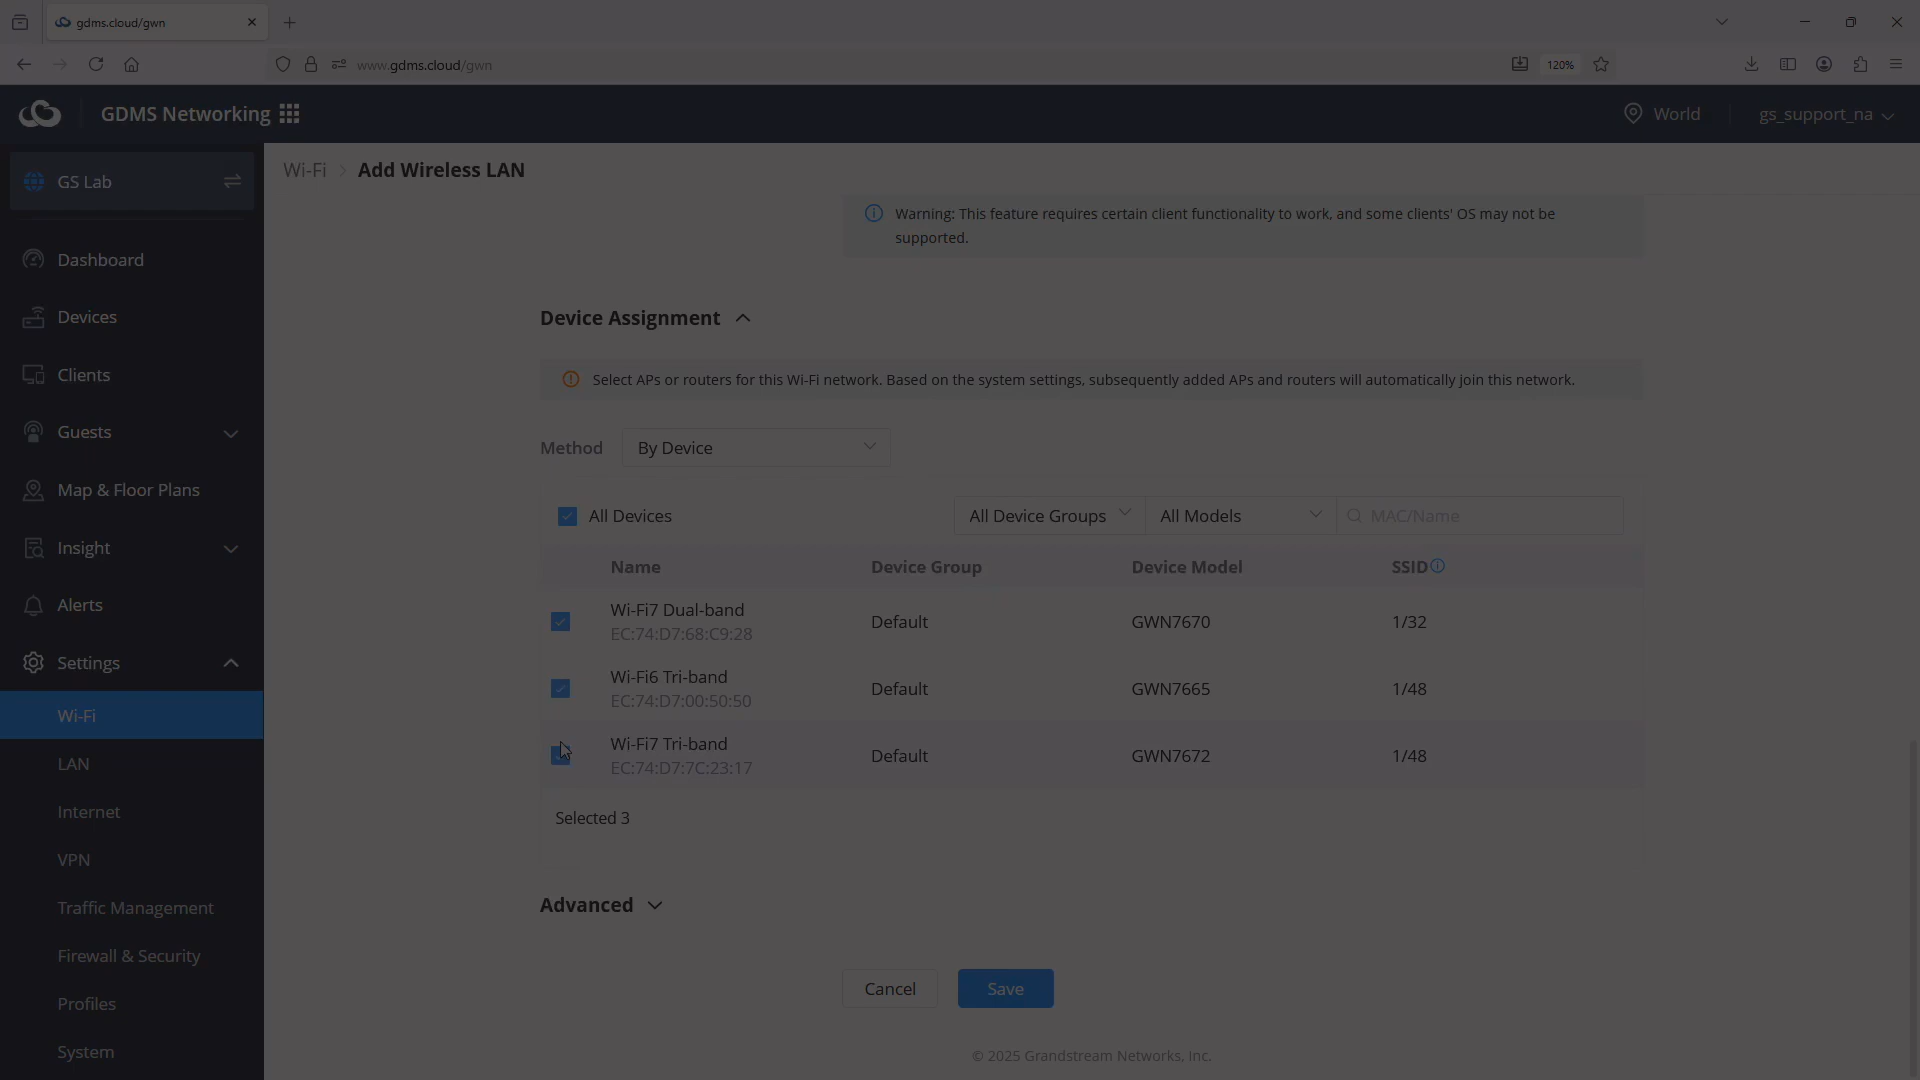 gdms.cloud/gwn
www.gdms.cloud/gwn
120%
GDMS Networking
World
gs_support_na
GS Lab
Wi-Fi > Add Wireless LAN
Dashboard
Devices
Clients
Guests
Map & Floor Plans
Insight
Alerts
Settings
Wi-Fi
LAN
Internet
VPN
Traffic Management
Firewall & Security
Profiles
System
Warning: This feature requires certain client functionality to work, and some clients' OS may not be
supported.
Device Assignment
Select APs or routers for this Wi-Fi network. Based on the system settings, subsequently added APs and routers will automatically join this network.
Method By Device
All Devices All Device Groups All Models MAC/Name
Name Device Group Device Model SSID
Wi-Fi7 Dual-band
EC:74:D7:68:C9:28 Default GWN7670 1/32
Wi-Fi6 Tri-band
EC:74:D7:00:50:50 Default GWN7665 1/48
Wi-Fi7 Tri-band
EC:74:D7:7C:23:17 Default GWN7672 1/48
Selected 3
Advanced
Cancel Save
© 2025 Grandstream Networks, Inc.